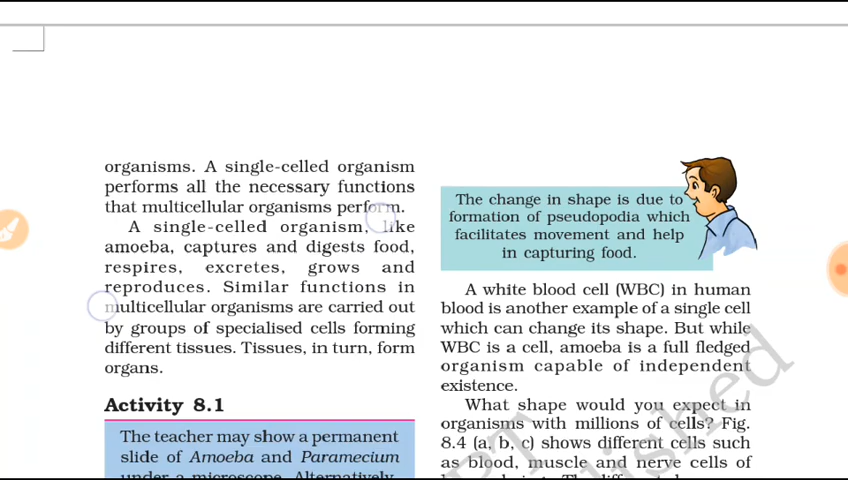 organisms. A single-celled organism
performs all the necessary functions
that multicellular organisms perform.
A single-celled organism, like
amoeba, captures and digests food,
respires, excretes, grows and
reproduces. Similar functions in
multicellular organisms are carried out
by groups of specialised cells forming
different tissues. Tissues, in turn, form
organs.
Activity 8.1
The teacher may show a permanent
slide of Amoeba and Paramecium
under a microscope. Alternatively,
The change in shape is due to
formation of pseudopodia which
facilitates movement and help
in capturing food.
A white blood cell (WBC) in human
blood is another example of a single cell
which can change its shape. But while
WBC is a cell, amoeba is a full fledged
organism capable of independent
existence.
What shape would you expect in
organisms with millions of cells? Fig.
8.4 (a, b, c) shows different cells such
as blood, muscle and nerve cells of